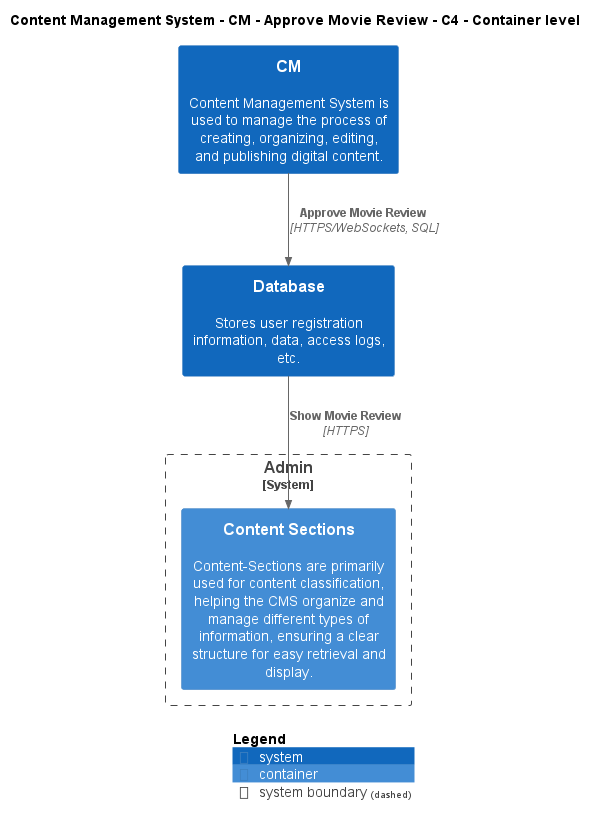 Content Management System - CM - Approve Movie Review - C4 - Container level
CM
Content Management System is
used to manage the process of
creating, organizing, editing,
and publishing digital content.
Approve Movie Review
[HTTPS/WebSockets, SQL]
Database
Stores user registration
information, data, access logs,
etc.
Show Movie Review
[HTTPS]
Admin
[System]
Content Sections
Content-Sections are primarily
used for content classification,
helping the CMS organize and
manage different types of
information, ensuring a clear
structure for easy retrieval and
display.
Legend
system
container
system boundary (dashed)